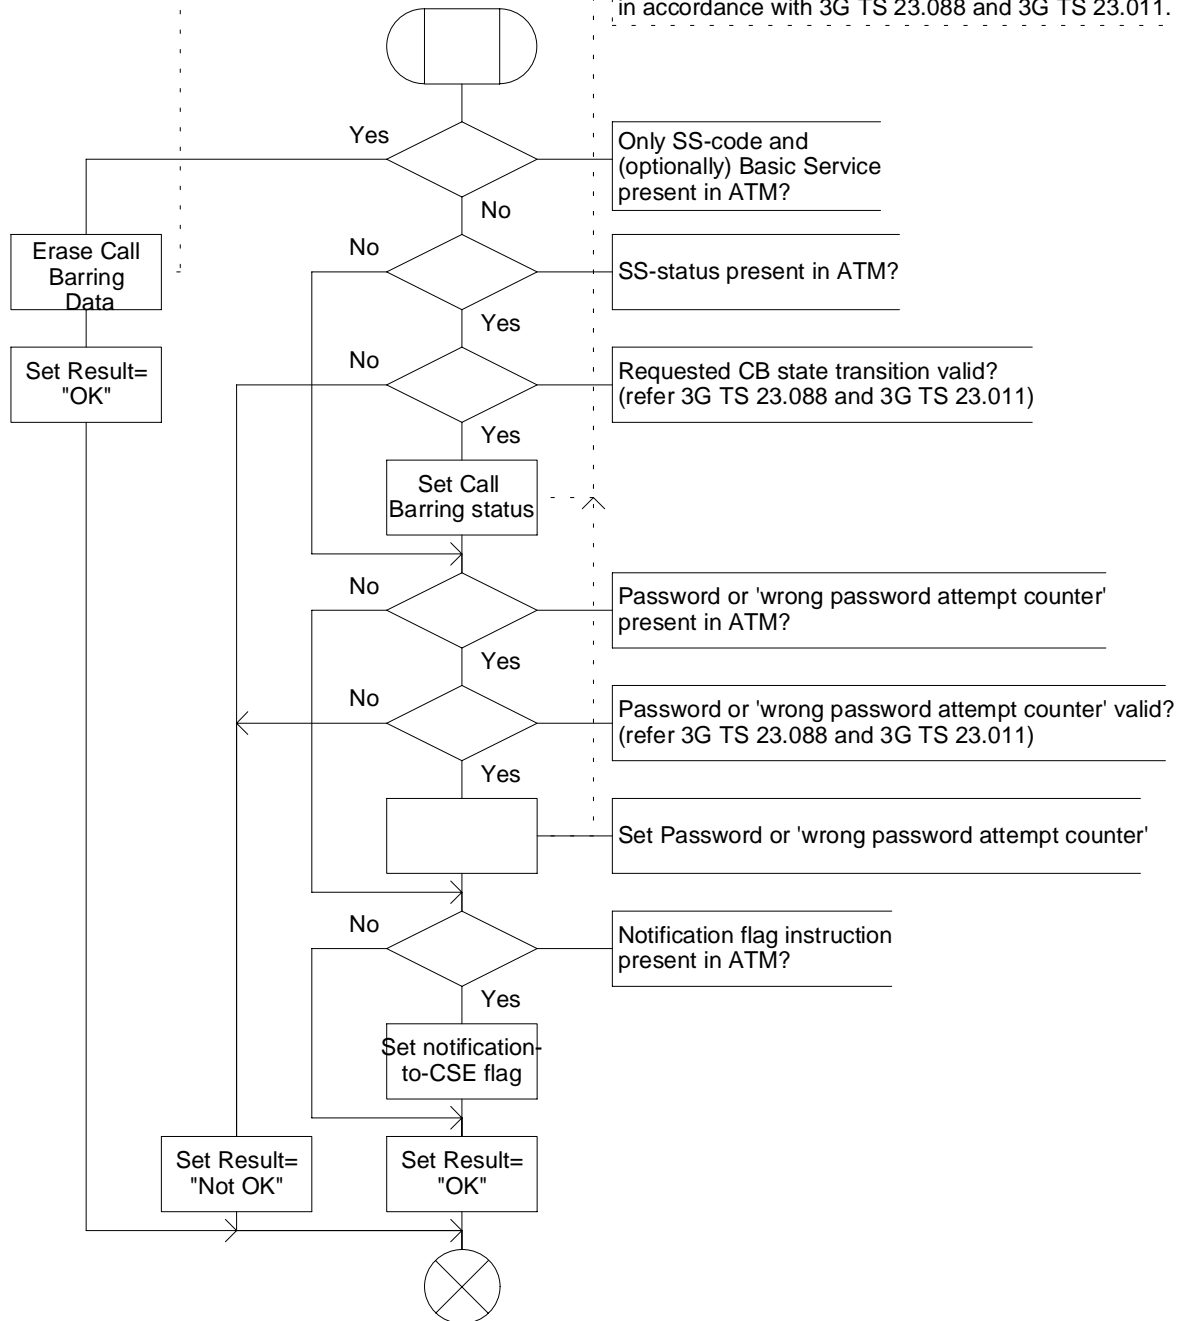 in accordance with 3G TS 23.088 and 3G TS 23.011.
Yes
Only SS-code and
(optionally) Basic Service
present in ATM?
No
Erase Call
Barring
Data
No
SS-status present in ATM?
Yes
Set Result=
"OK"
No
Requested CB state transition valid?
(refer 3G TS 23.088 and 3G TS 23.011)
Yes
Set Call
Barring status
No
Password or 'wrong password attempt counter'
present in ATM?
Yes
No
Password or 'wrong password attempt counter' valid?
(refer 3G TS 23.088 and 3G TS 23.011)
Yes
Set Password or 'wrong password attempt counter'
No
Notification flag instruction
present in ATM?
Yes
Set notification-
to-CSE flag
Set Result=
"Not OK"
Set Result=
"OK"